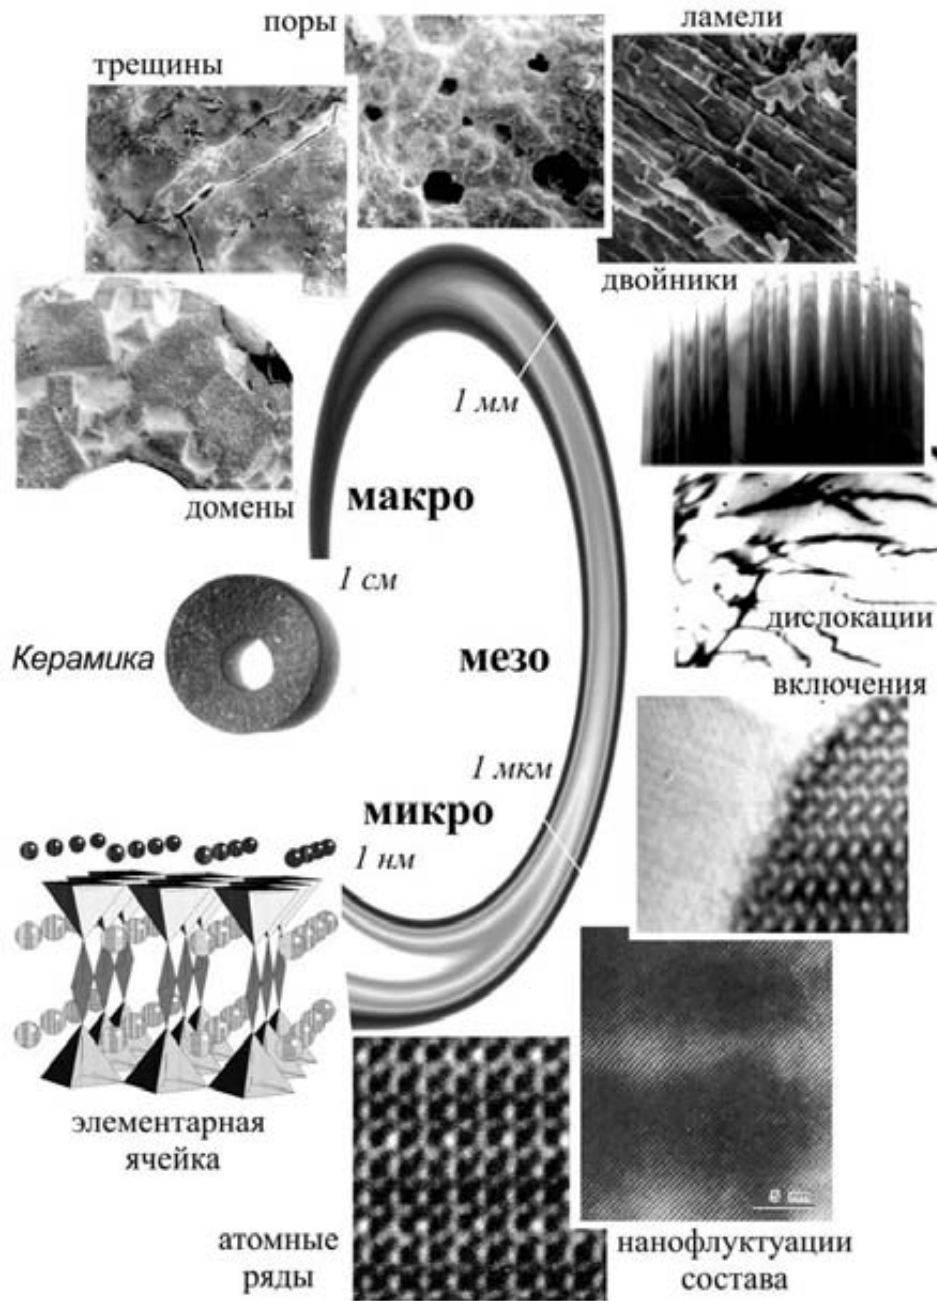 поры
ламели
трещины
двойники
1 мм
макро
домены
1 см
дислокации
Керамика
мезо
включения
1 мкм
микро
1 нм
элементарная
ячейка
атомные
ряды
нанофлуктуации
состава